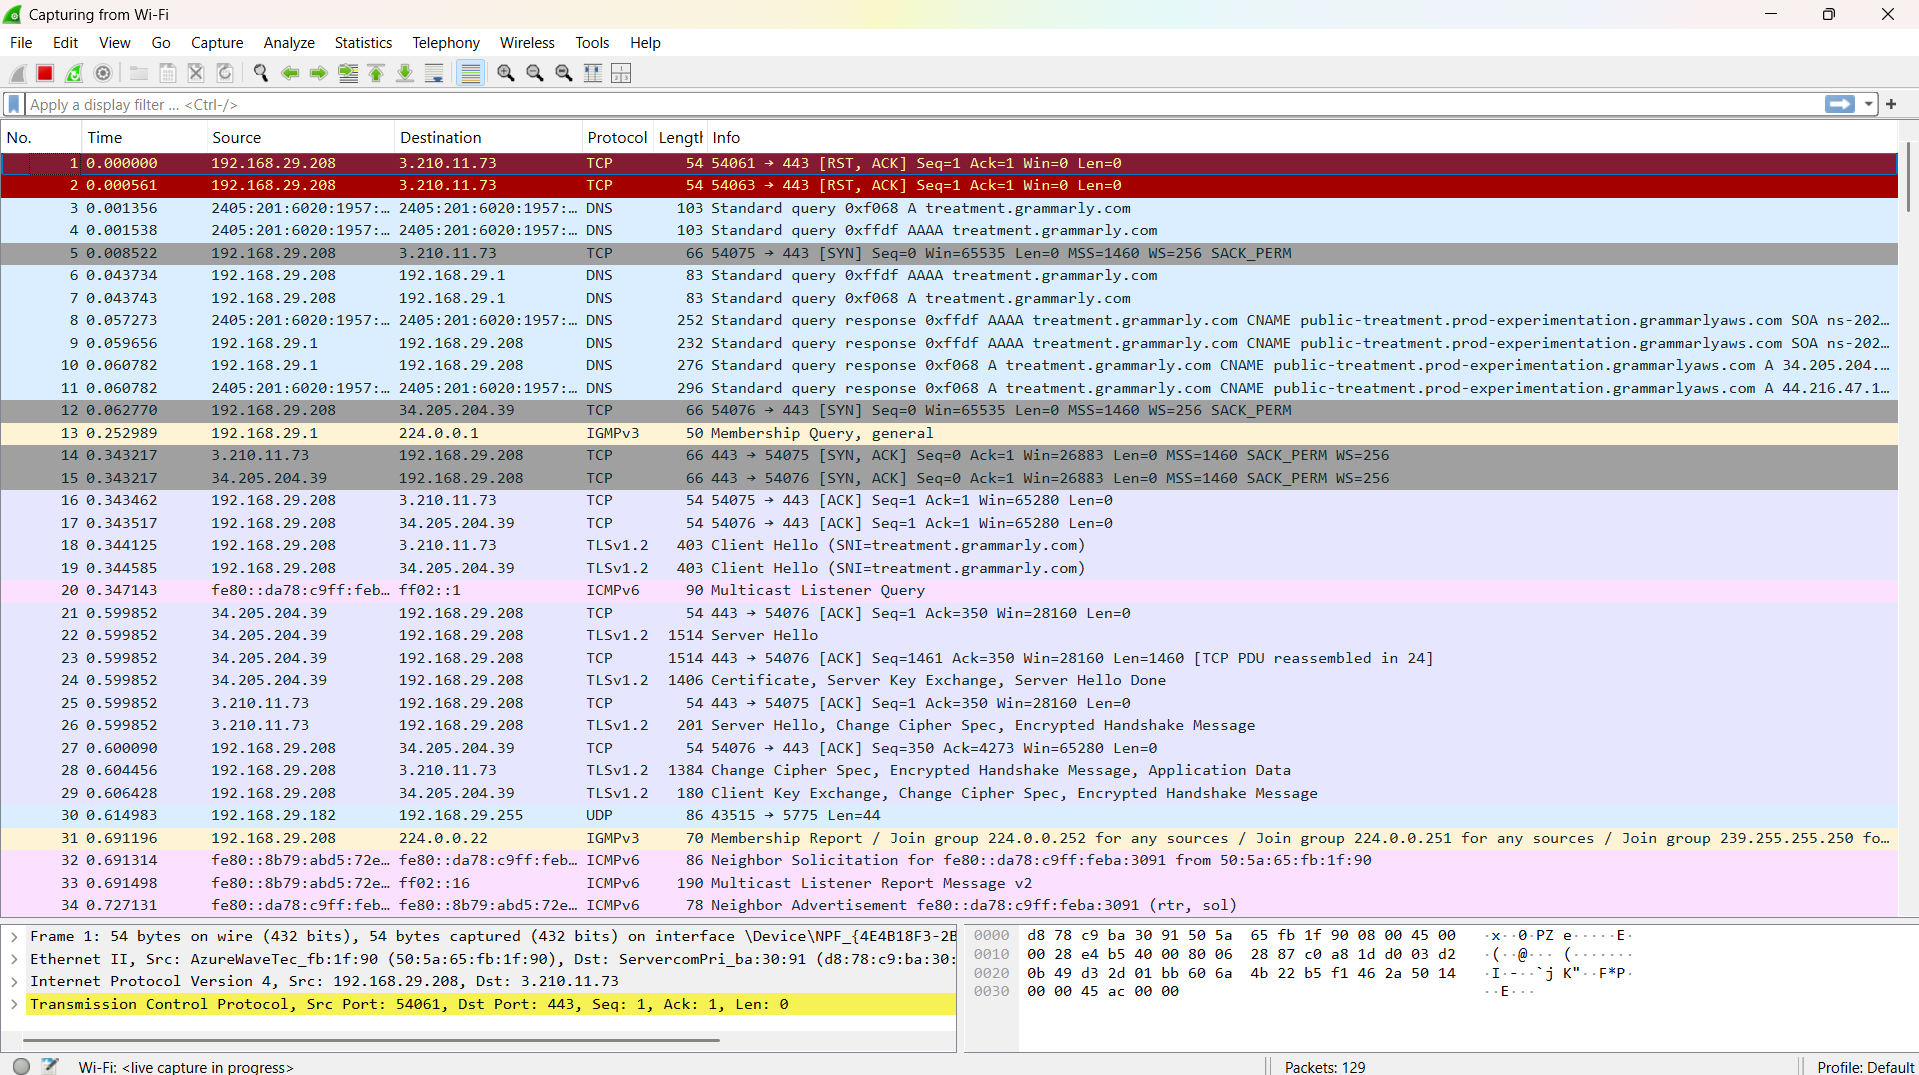 Capturing from Wi-Fi
File Edit View Go Capture Analyze Statistics Telephony Wireless Tools Help
Apply a display filter … <Ctrl-/>
No. Time Source Destination Protocol Length Info
1 0.000000 192.168.29.208 3.210.11.73 TCP 54 54061 → 443 [RST, ACK] Seq=1 Ack=1 Win=0 Len=0
2 0.000561 192.168.29.208 3.210.11.73 TCP 54 54063 → 443 [RST, ACK] Seq=1 Ack=1 Win=0 Len=0
3 0.001356 2405:201:6020:1957:… 2405:201:6020:1957:… DNS 103 Standard query 0xf068 A treatment.grammarly.com
4 0.001538 2405:201:6020:1957:… 2405:201:6020:1957:… DNS 103 Standard query 0xffdf AAAA treatment.grammarly.com
5 0.008522 192.168.29.208 3.210.11.73 TCP 66 54075 → 443 [SYN] Seq=0 Win=65535 Len=0 MSS=1460 WS=256 SACK_PERM
6 0.043734 192.168.29.208 192.168.29.1 DNS 83 Standard query 0xffdf AAAA treatment.grammarly.com
7 0.043743 192.168.29.208 192.168.29.1 DNS 83 Standard query 0xf068 A treatment.grammarly.com
8 0.057273 2405:201:6020:1957:… 2405:201:6020:1957:… DNS 252 Standard query response 0xffdf AAAA treatment.grammarly.com CNAME public-treatment.prod-experimentation.grammarlyaws.com SOA ns-202…
9 0.059656 192.168.29.1 192.168.29.208 DNS 232 Standard query response 0xffdf AAAA treatment.grammarly.com CNAME public-treatment.prod-experimentation.grammarlyaws.com SOA ns-202…
10 0.060782 192.168.29.1 192.168.29.208 DNS 276 Standard query response 0xf068 A treatment.grammarly.com CNAME public-treatment.prod-experimentation.grammarlyaws.com A 34.205.204.…
11 0.060782 2405:201:6020:1957:… 2405:201:6020:1957:… DNS 296 Standard query response 0xf068 A treatment.grammarly.com CNAME public-treatment.prod-experimentation.grammarlyaws.com A 44.216.47.1…
12 0.062770 192.168.29.208 34.205.204.39 TCP 66 54076 → 443 [SYN] Seq=0 Win=65535 Len=0 MSS=1460 WS=256 SACK_PERM
13 0.252989 192.168.29.1 224.0.0.1 IGMPv3 50 Membership Query, general
14 0.343217 3.210.11.73 192.168.29.208 TCP 66 443 → 54075 [SYN, ACK] Seq=0 Ack=1 Win=26883 Len=0 MSS=1460 SACK_PERM WS=256
15 0.343217 34.205.204.39 192.168.29.208 TCP 66 443 → 54076 [SYN, ACK] Seq=0 Ack=1 Win=26883 Len=0 MSS=1460 SACK_PERM WS=256
16 0.343462 192.168.29.208 3.210.11.73 TCP 54 54075 → 443 [ACK] Seq=1 Ack=1 Win=65280 Len=0
17 0.343517 192.168.29.208 34.205.204.39 TCP 54 54076 → 443 [ACK] Seq=1 Ack=1 Win=65280 Len=0
18 0.344125 192.168.29.208 3.210.11.73 TLSv1.2 403 Client Hello (SNI=treatment.grammarly.com)
19 0.344585 192.168.29.208 34.205.204.39 TLSv1.2 403 Client Hello (SNI=treatment.grammarly.com)
20 0.347143 fe80::da78:c9ff:feb… ff02::1 ICMPv6 90 Multicast Listener Query
21 0.599852 34.205.204.39 192.168.29.208 TCP 54 443 → 54076 [ACK] Seq=1 Ack=350 Win=28160 Len=0
22 0.599852 34.205.204.39 192.168.29.208 TLSv1.2 1514 Server Hello
23 0.599852 34.205.204.39 192.168.29.208 TCP 1514 443 → 54076 [ACK] Seq=1461 Ack=350 Win=28160 Len=1460 [TCP PDU reassembled in 24]
24 0.599852 34.205.204.39 192.168.29.208 TLSv1.2 1406 Certificate, Server Key Exchange, Server Hello Done
25 0.599852 3.210.11.73 192.168.29.208 TCP 54 443 → 54075 [ACK] Seq=1 Ack=350 Win=28160 Len=0
26 0.599852 3.210.11.73 192.168.29.208 TLSv1.2 201 Server Hello, Change Cipher Spec, Encrypted Handshake Message
27 0.600090 192.168.29.208 34.205.204.39 TCP 54 54076 → 443 [ACK] Seq=350 Ack=4273 Win=65280 Len=0
28 0.604456 192.168.29.208 3.210.11.73 TLSv1.2 1384 Change Cipher Spec, Encrypted Handshake Message, Application Data
29 0.606428 192.168.29.208 34.205.204.39 TLSv1.2 180 Client Key Exchange, Change Cipher Spec, Encrypted Handshake Message
30 0.614983 192.168.29.182 192.168.29.255 UDP 86 43515 → 5775 Len=44
31 0.691196 192.168.29.208 224.0.0.22 IGMPv3 70 Membership Report / Join group 224.0.0.252 for any sources / Join group 224.0.0.251 for any sources / Join group 239.255.255.250 fo…
32 0.691314 fe80::8b79:abd5:72e… fe80::da78:c9ff:feb… ICMPv6 86 Neighbor Solicitation for fe80::da78:c9ff:feba:3091 from 50:5a:65:fb:1f:90
33 0.691498 fe80::8b79:abd5:72e… ff02::16 ICMPv6 190 Multicast Listener Report Message v2
34 0.727131 fe80::da78:c9ff:feb… fe80::8b79:abd5:72e… ICMPv6 78 Neighbor Advertisement fe80::da78:c9ff:feba:3091 (rtr, sol)
Frame 1: 54 bytes on wire (432 bits), 54 bytes captured (432 bits) on interface \Device\NPF_{4E4B18F3-2B
Ethernet II, Src: AzureWaveTec_fb:1f:90 (50:5a:65:fb:1f:90), Dst: ServercomPri_ba:30:91 (d8:78:c9:ba:30:
Internet Protocol Version 4, Src: 192.168.29.208, Dst: 3.210.11.73
Transmission Control Protocol, Src Port: 54061, Dst Port: 443, Seq: 1, Ack: 1, Len: 0
0000 d8 78 c9 ba 30 91 50 5a 65 fb 1f 90 08 00 45 00 ·x··0·PZ e·····E·
0010 00 28 e4 b5 40 00 80 06 28 87 c0 a8 1d d0 03 d2 ·(··@··· (·······
0020 0b 49 d3 2d 01 bb 60 6a 4b 22 b5 f1 46 2a 50 14 ·I·-··`j K"··F*P·
0030 00 00 45 ac 00 00 ··E···
Wi-Fi: <live capture in progress> Packets: 129 Profile: Default